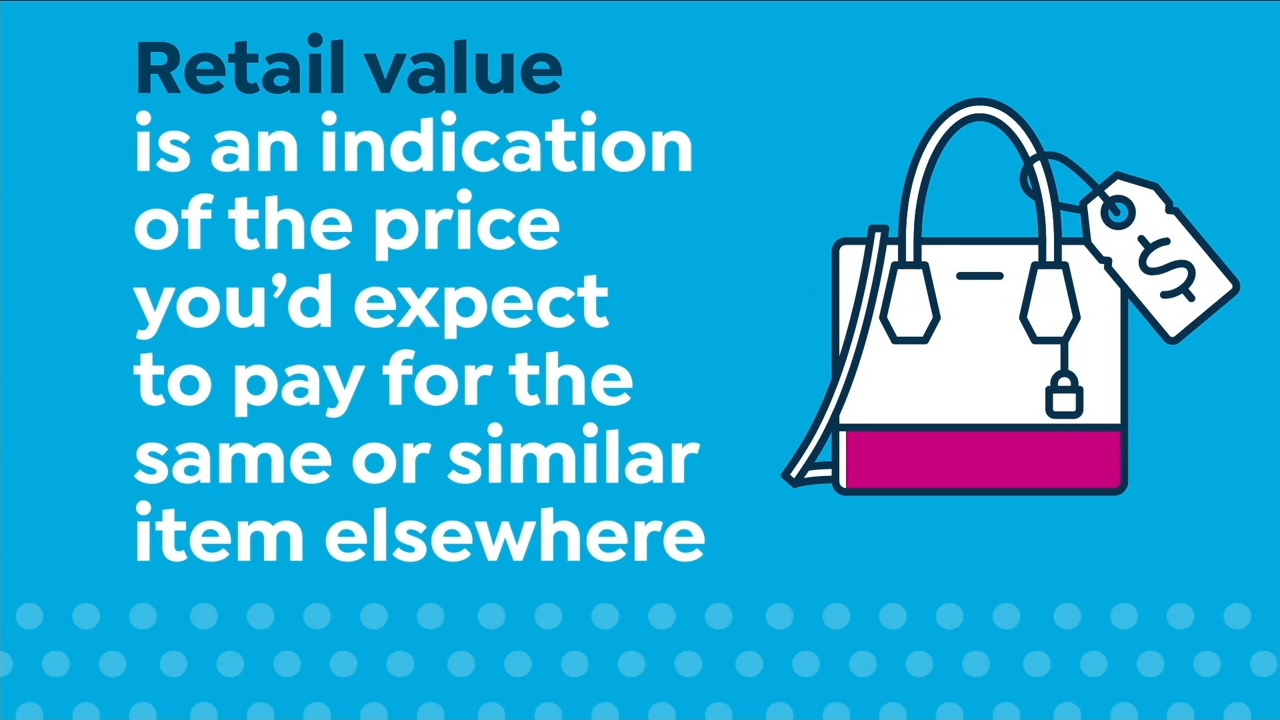 Retail value
is an indication
of the price
you’d expect
to pay for the
same or similar
item elsewhere
$